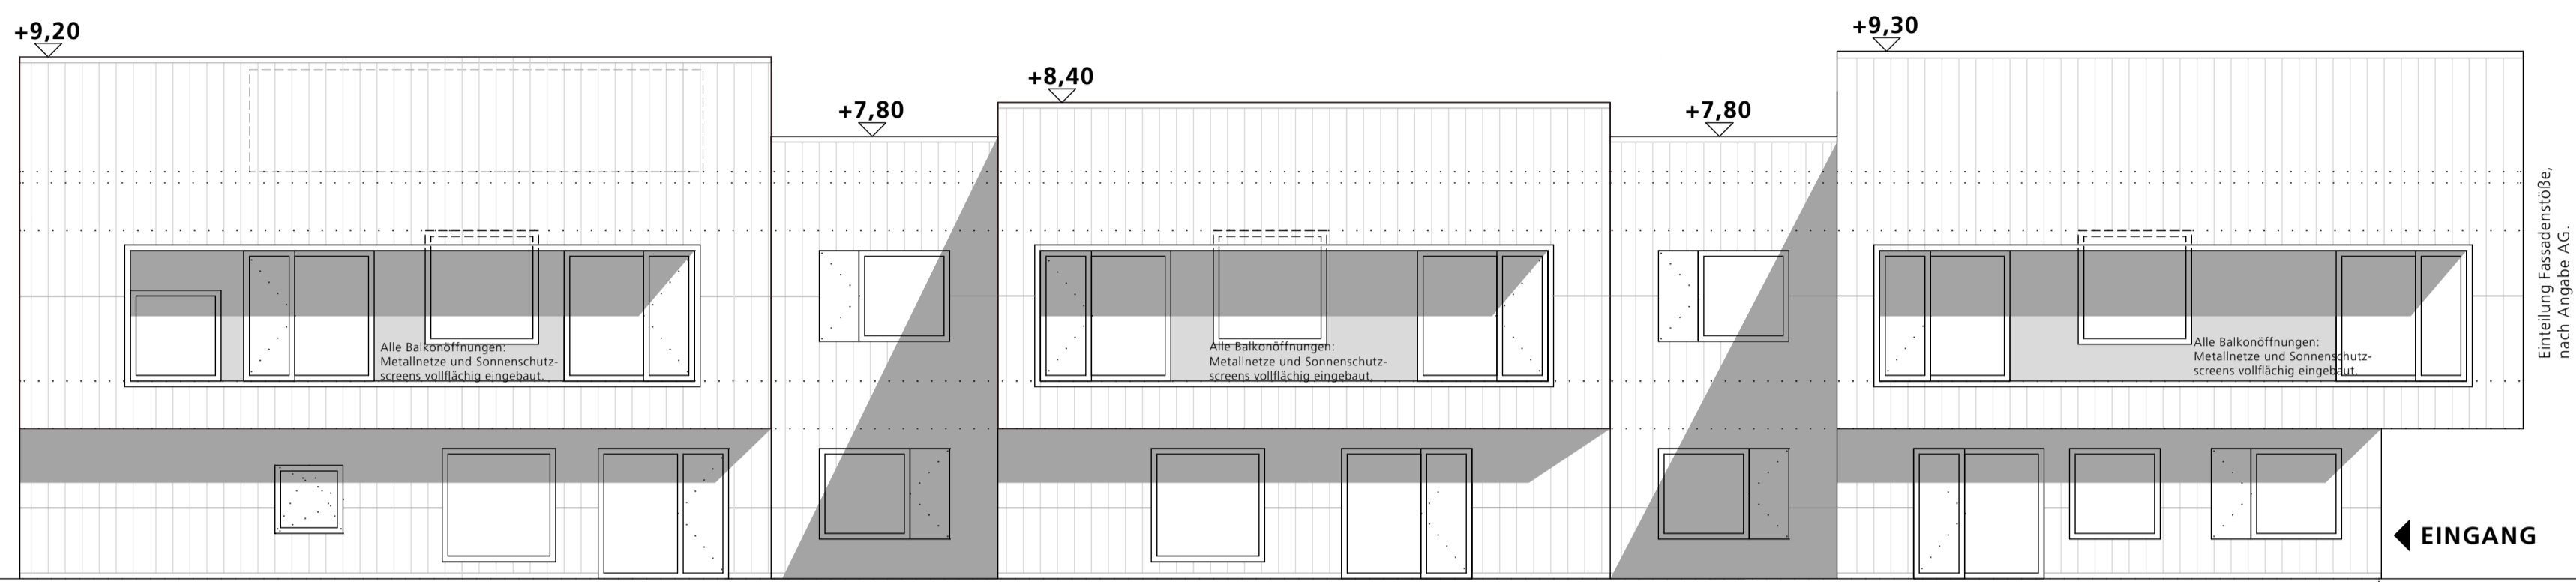 +9,20
+7,80
+8,40
+7,80
+9,30
Alle Balkonöffnungen:
Metallnetze und Sonnenschutz-
screens vollflächig eingebaut.
Alle Balkonöffnungen:
Metallnetze und Sonnenschutz-
screens vollflächig eingebaut.
Alle Balkonöffnungen:
Metallnetze und Sonnenschutz-
screens vollflächig eingebaut.
Einteilung Fassadenstöße,
nach Angabe AG.
EINGANG